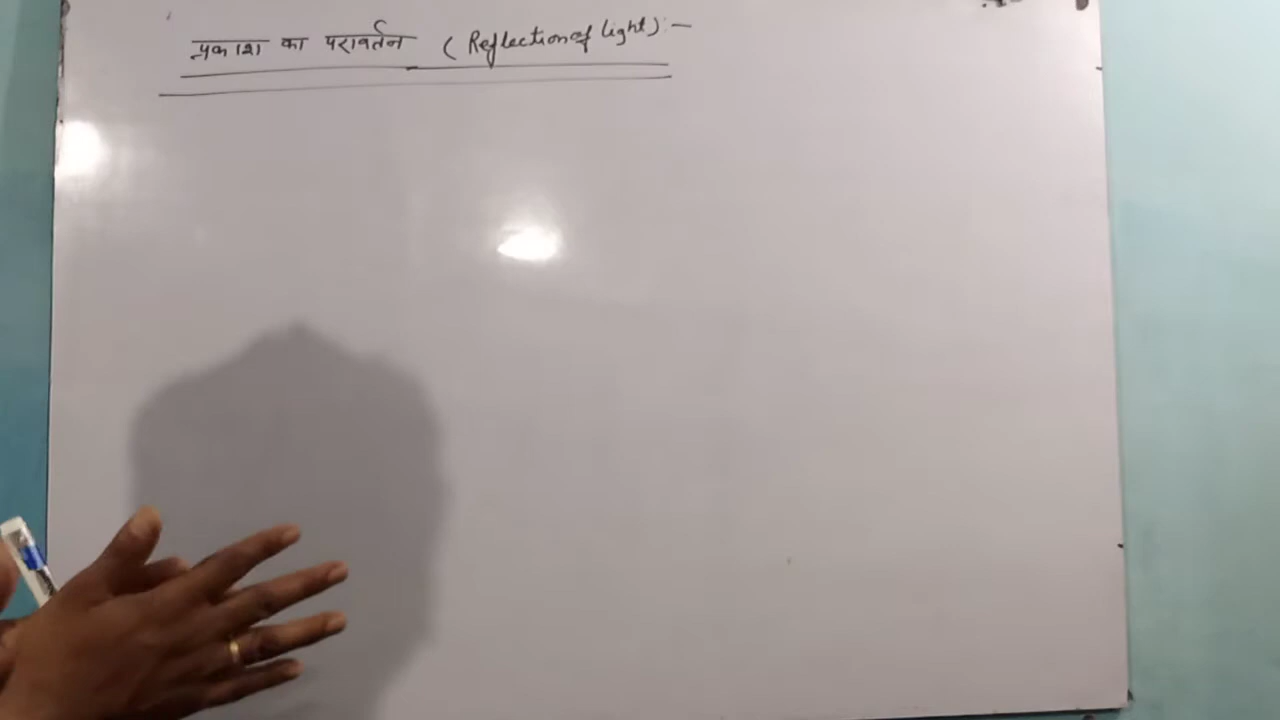 प्रकाश का परावर्तन (Reflection of light):-